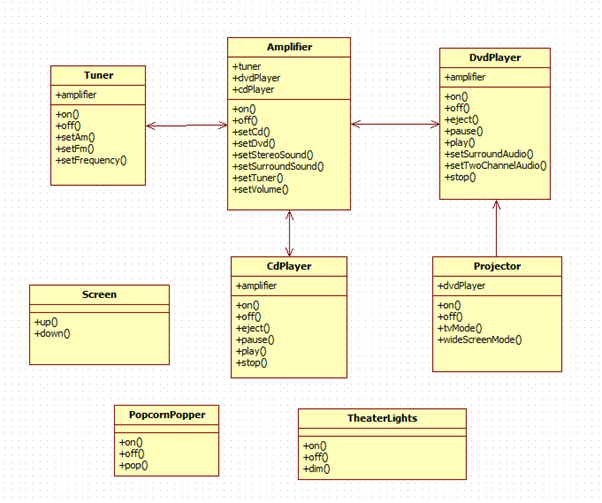 Tuner
+amplifier
+on()
+off()
+setAm()
+setFm()
+setFrequency()
Amplifier
+tuner
+dvdPlayer
+cdPlayer
+on()
+off()
+setCd()
+setDvd()
+setStereoSound()
+setSurroundSound()
+setTuner()
+setVolume()
DvdPlayer
+amplifier
+on()
+off()
+eject()
+pause()
+play()
+setSurroundAudio()
+setTwoChannelAudio()
+stop()
Screen
+up()
+down()
CdPlayer
+amplifier
+on()
+off()
+eject()
+pause()
+play()
+stop()
Projector
+dvdPlayer
+on()
+off()
+tvMode()
+wideScreenMode()
PopcornPopper
+on()
+off()
+pop()
TheaterLights
+on()
+off()
+dim()